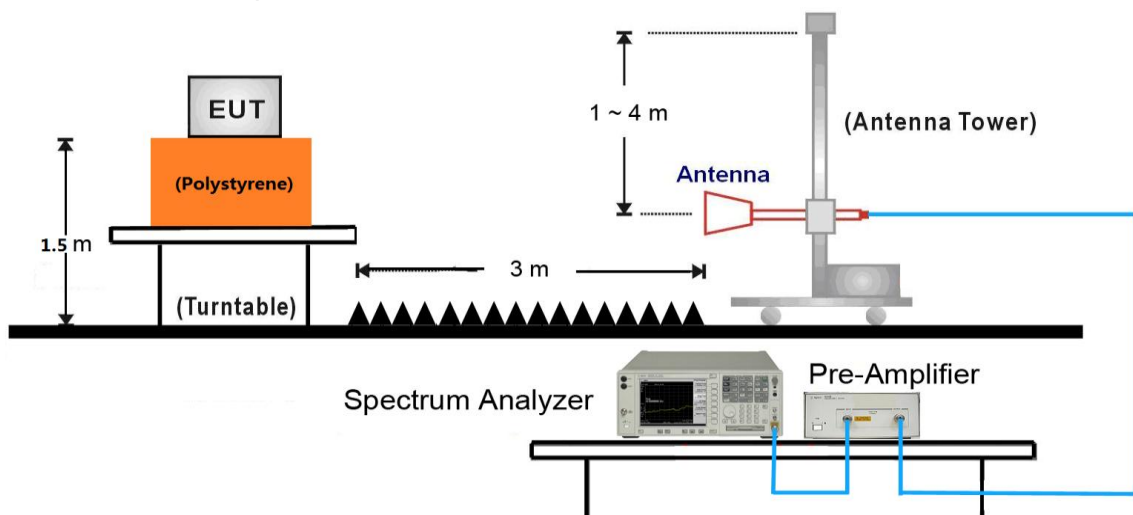 EUT
(Polystyrene)
1.5 m
(Turntable)
3 m
1 ~ 4 m
Antenna
(Antenna Tower)
Spectrum Analyzer
Pre-Amplifier